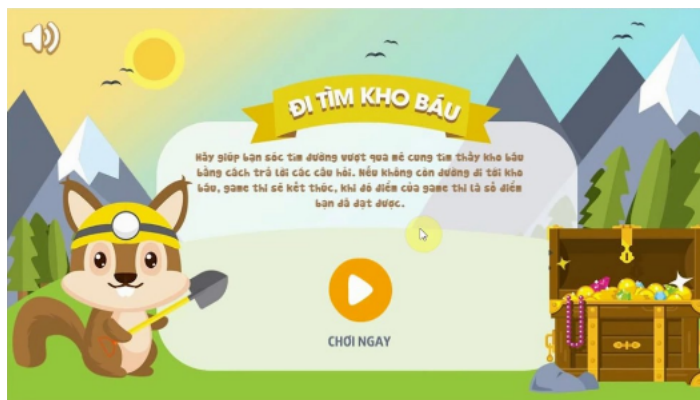 ĐI TÌM KHO BÁU
Hãy giúp bạn sóc tìm đường vượt qua mê cung tìm thấy kho báu
bằng cách trả lời các câu hỏi. Nếu không còn đường đi tới kho
báu, game thì sẽ kết thúc, khi đó điểm của game thì là số điểm
bạn đã đạt được.
CHƠI NGAY